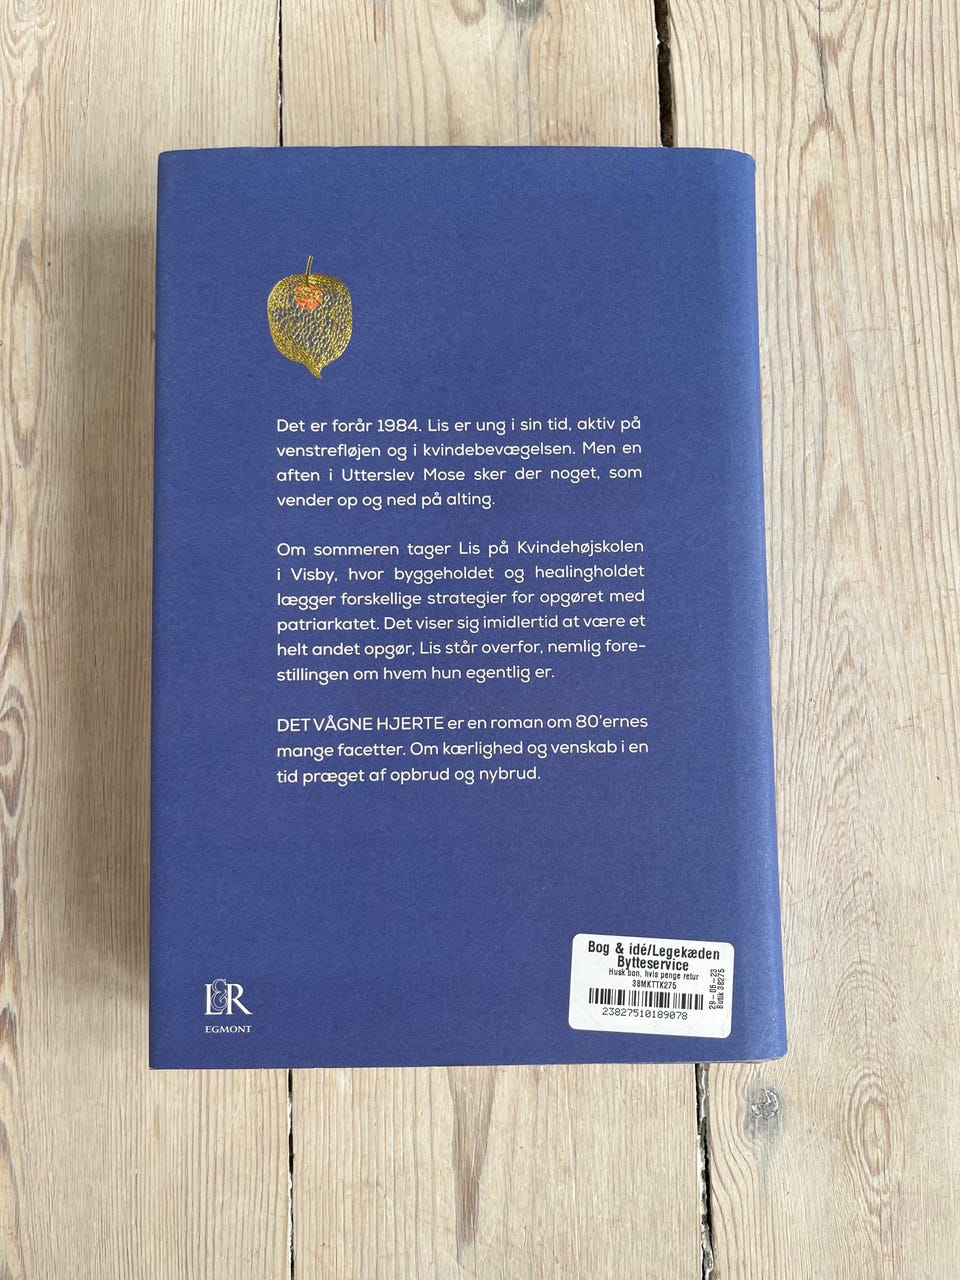 Det er forår 1984. Lis er ung i sin tid, aktiv på
venstrefløjen og i kvindebevægelsen. Men en
aften i Utterslev Mose sker der noget, som
vender op og ned på alting.
Om sommeren tager Lis på Kvindehøjskolen
i Visby, hvor byggeholdet og healingholdet
lægger forskellige strategier for opgøret med
patriarkatet. Det viser sig imidlertid at være et
helt andet opgør, Lis står overfor, nemlig fore-
stillingen om hvem hun egentlig er.
DET VÅGNE HJERTE er en roman om 80'ernes
mange facetter. Om kærlighed og venskab i en
tid præget af opbrud og nybrud.
L&R
EGMONT
Bog & idé/Legekæden
Bytteservice
Husk bon, hvis penge retur
38MKTTK275
23827510189078
29-06-23
Butik 38275